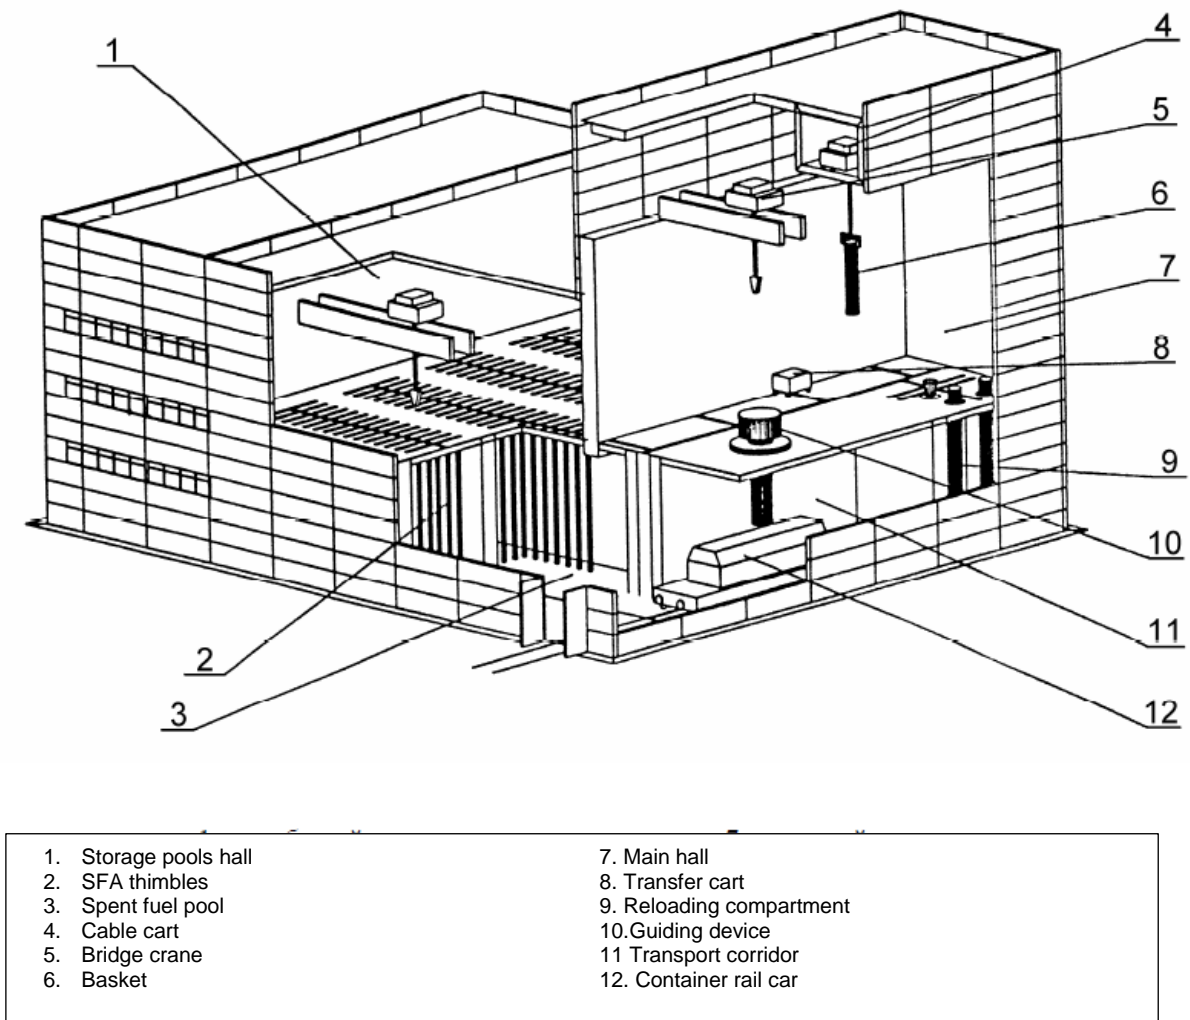 1
4
5
6
7
8
9
10
11
2
3
12
1. Storage pools hall
2. SFA thimbles
3. Spent fuel pool
4. Cable cart
5. Bridge crane
6. Basket
7. Main hall
8. Transfer cart
9. Reloading compartment
10.Guiding device
11 Transport corridor
12. Container rail car